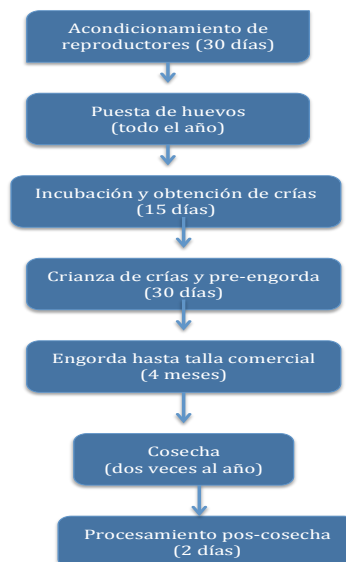 Acondicionamiento de
reproductores (30 días)
Puesta de huevos
(todo el año)
Incubación y obtención de crías
(15 días)
Crianza de crías y pre-engorda
(30 días)
Engorda hasta talla comercial
(4 meses)
Cosecha
(dos veces al año)
Procesamiento pos-cosecha
(2 días)